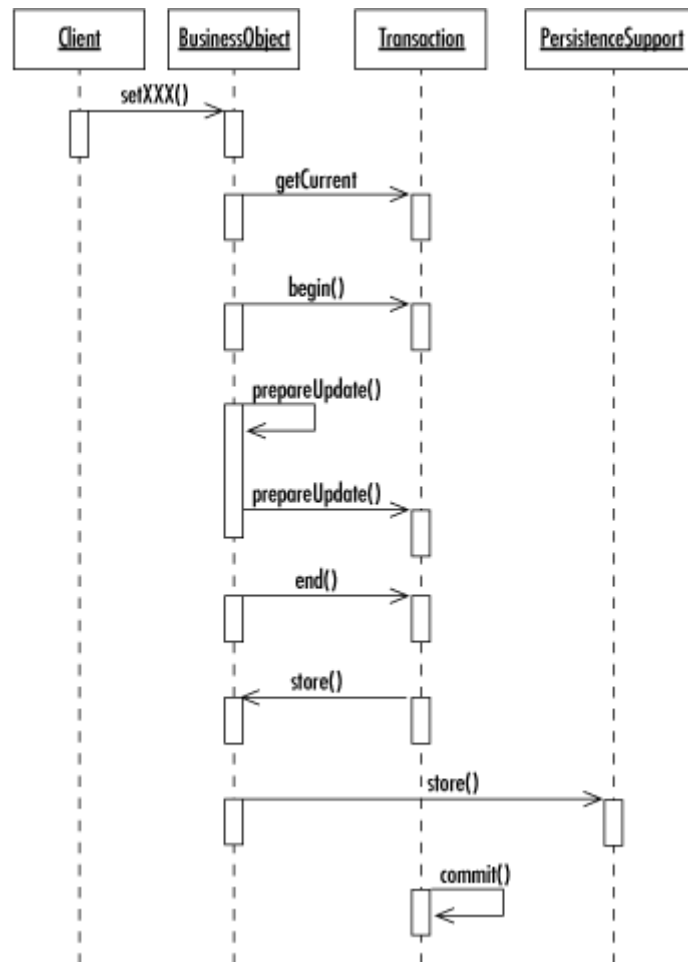 Client BusinessObject Transaction PersistenceSupport
setXXX()
getCurrent
begin()
prepareUpdate()
prepareUpdate()
end()
store()
store()
commit()